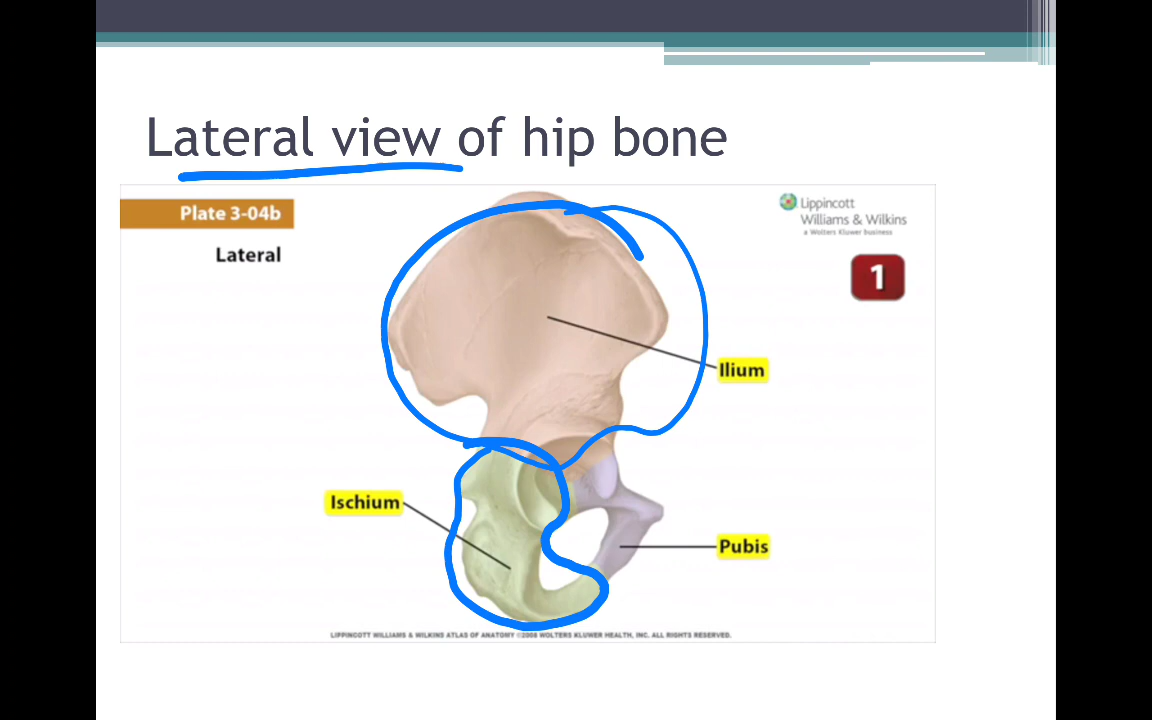 Lateral view of hip bone
Plate 3-04b
Lippincott
Williams & Wilkins
a Wolters Kluwer business
Lateral
1
Ilium
Ischium
Pubis
LIPPINCOTT WILLIAMS & WILKINS ATLAS OF ANATOMY ©2008 WOLTERS KLUWER HEALTH, INC. ALL RIGHTS RESERVED.